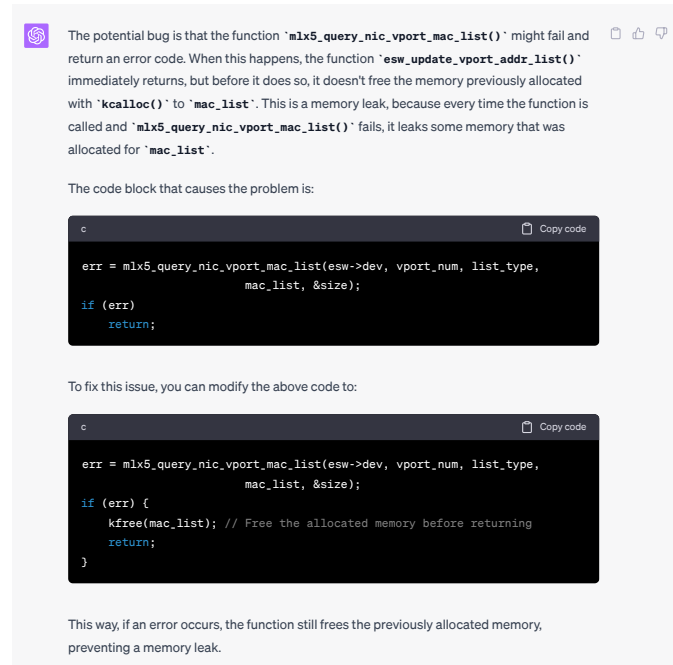 The potential bug is that the function `mlx5_query_nic_vport_mac_list()` might fail and
return an error code. When this happens, the function `esw_update_vport_addr_list()`
immediately returns, but before it does so, it doesn't free the memory previously allocated
with `kcalloc()` to `mac_list`. This is a memory leak, because every time the function is
called and `mlx5_query_nic_vport_mac_list()` fails, it leaks some memory that was
allocated for `mac_list`.
The code block that causes the problem is:
c Copy code
err = mlx5_query_nic_vport_mac_list(esw->dev, vport_num, list_type,
mac_list, &size);
if (err)
return;
To fix this issue, you can modify the above code to:
c Copy code
err = mlx5_query_nic_vport_mac_list(esw->dev, vport_num, list_type,
mac_list, &size);
if (err) {
kfree(mac_list); // Free the allocated memory before returning
return;
}
This way, if an error occurs, the function still frees the previously allocated memory,
preventing a memory leak.